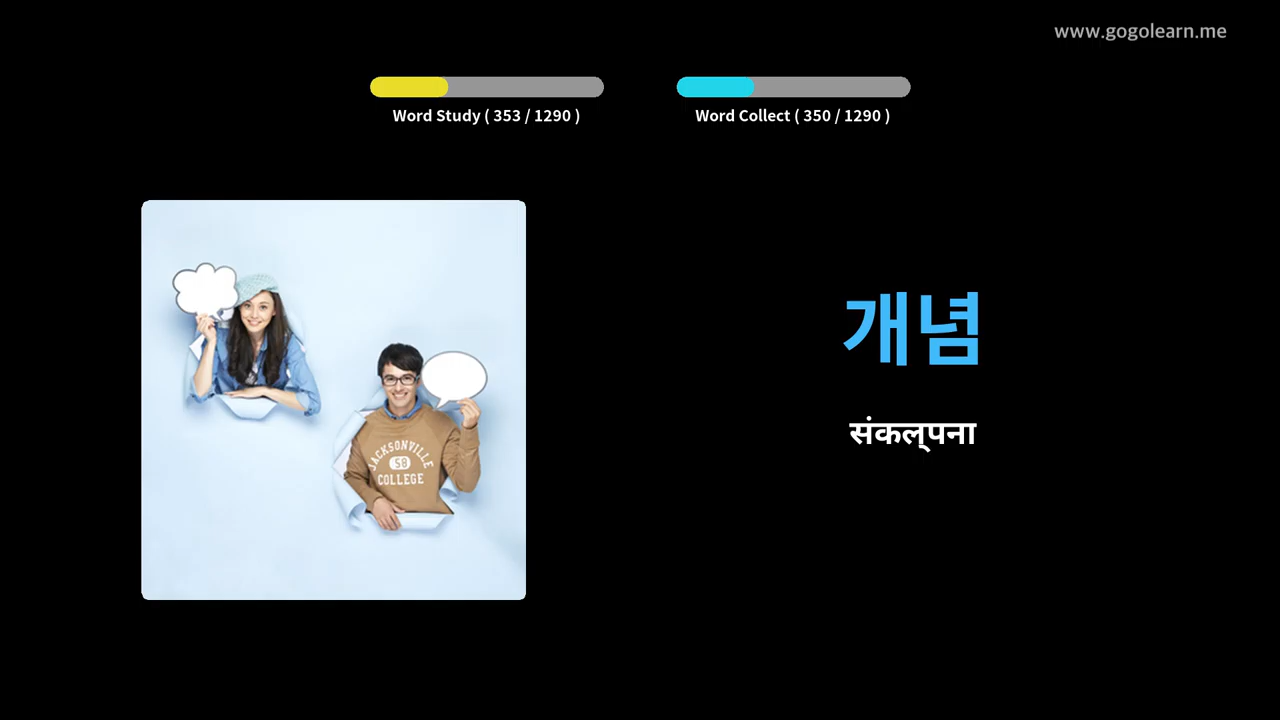 www.gogolearn.me
Word Study ( 353 / 1290 )
Word Collect ( 350 / 1290 )
개념
संकल्पना
JACKSONVILLE
58
COLLEGE